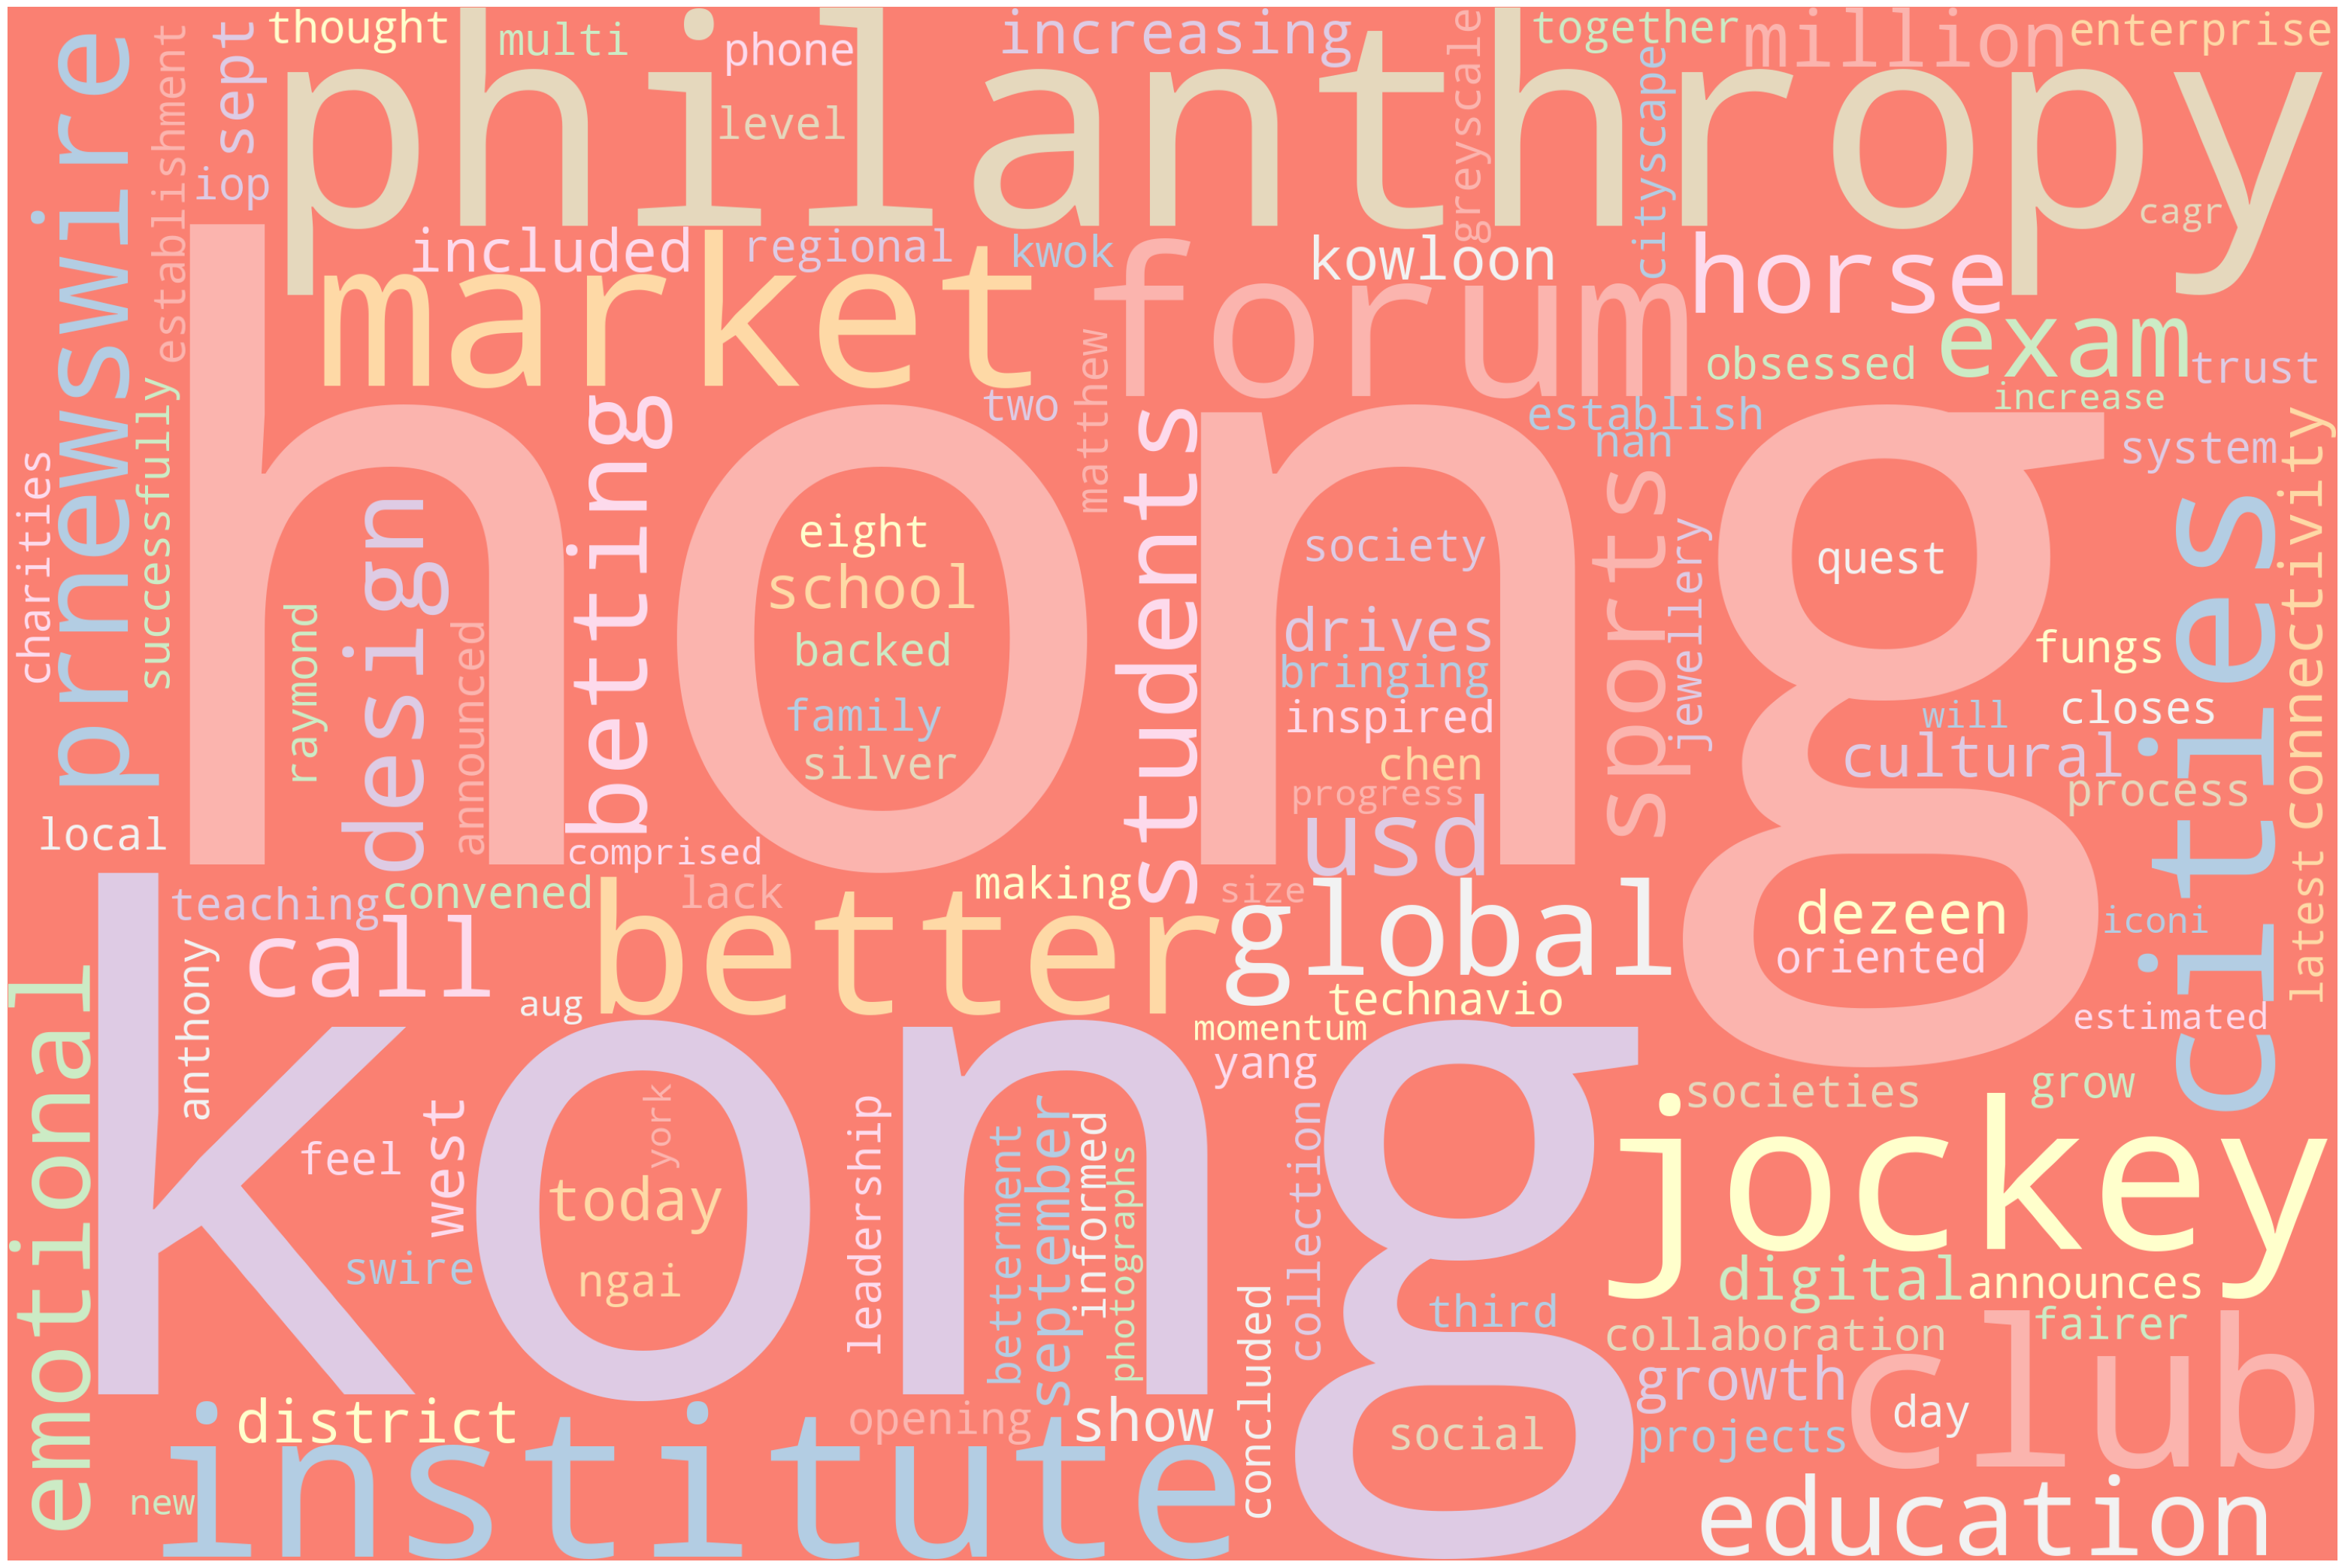 thought
multi
phone
increasing
together
million
enterprise
prnewswire
establishment
sept
philanthropy
greyscale
cityscape
level
iop
cagr
included
regional
kwok
kowloon
horse
market
forum
exam
obsessed
trust
increase
hong
two
matthew
establish
nan
system
charities
successfully
design
betting
students
sports
jewellery
cities
connectivity
eight
society
quest
school
raymond
announced
backed
drives
fungs
bringing
family
inspired
closes
will
silver
chen
cultural
progress
process
local
comprised
usd
teaching
convened
lack
making
size
global
dezeen
iconi
latest
call
better
oriented
anthony
aug
technavio
estimated
emotional
kong
momentum
yang
societies
grow
york
west
leadership
betterment
september
informed
photographs
collection
jockey
feel
today
swire
ngai
third
digital
announces
concluded
collaboration
fairer
growth
club
district
opening
show
social
projects
day
institute
new
education